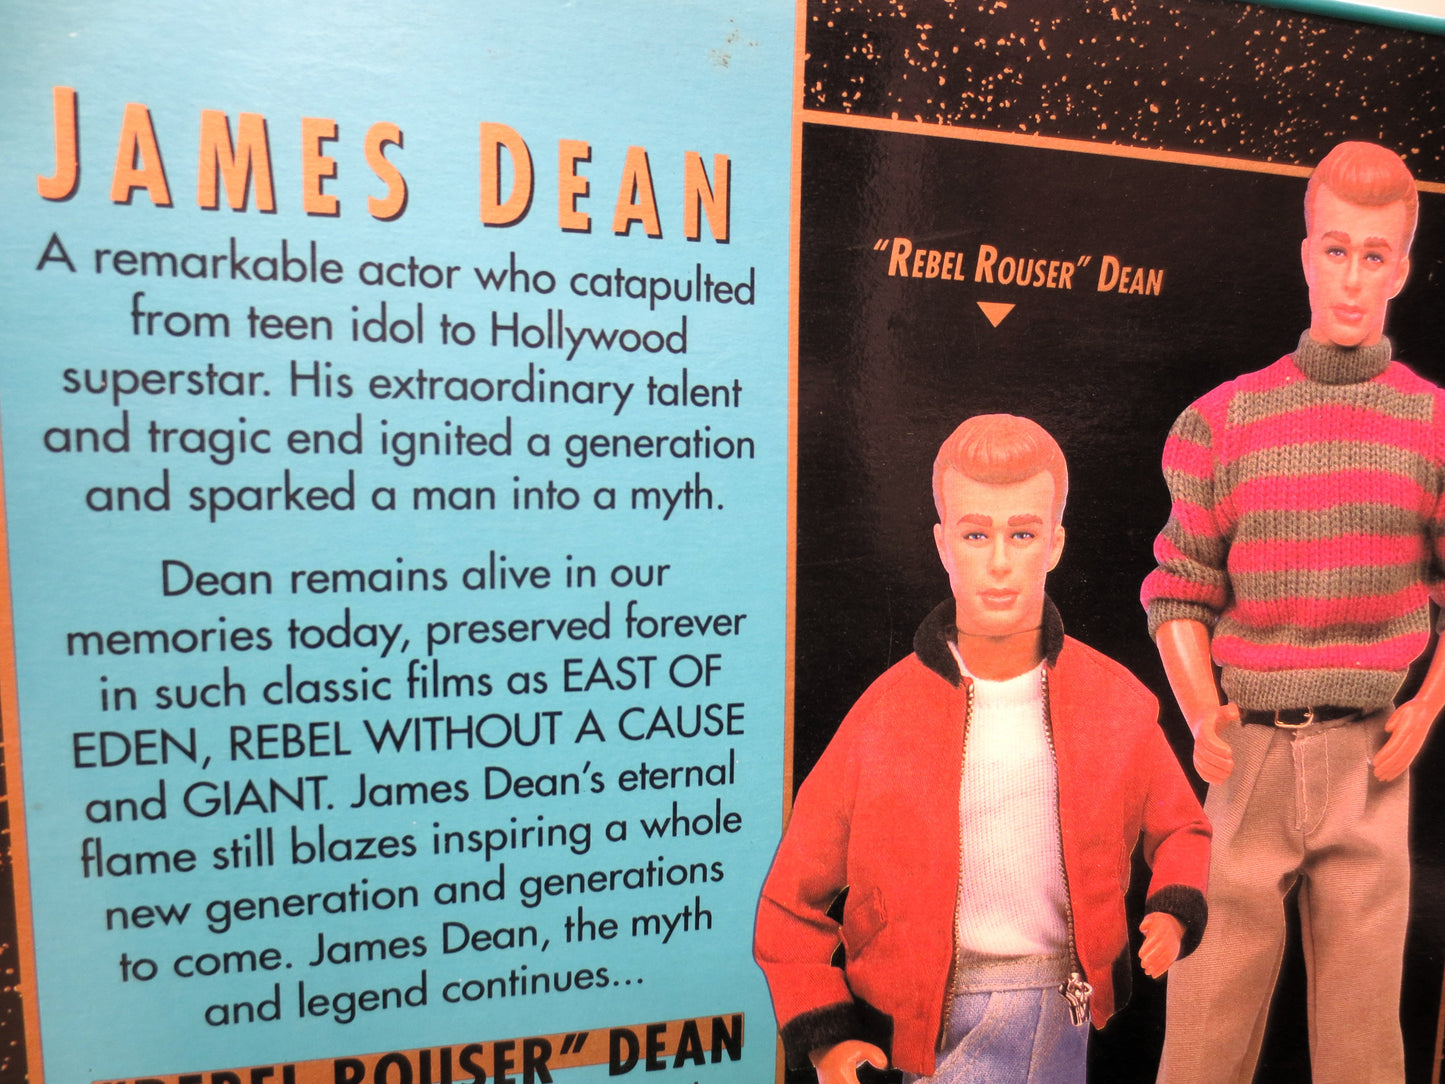 JAMES DEAN
A remarkable actor who catapulted
from teen idol to Hollywood
superstar. His extraordinary talent
and tragic end ignited a generation
and sparked a man into a myth.
Dean remains alive in our
memories today, preserved forever
in such classic films as EAST OF
EDEN, REBEL WITHOUT A CAUSE
and GIANT. James Dean's eternal
flame still blazes inspiring a whole
new generation and generations
to come. James Dean, the myth
and legend continues...
"REBEL ROUSER" DEAN
"REBEL ROUSER" DEAN